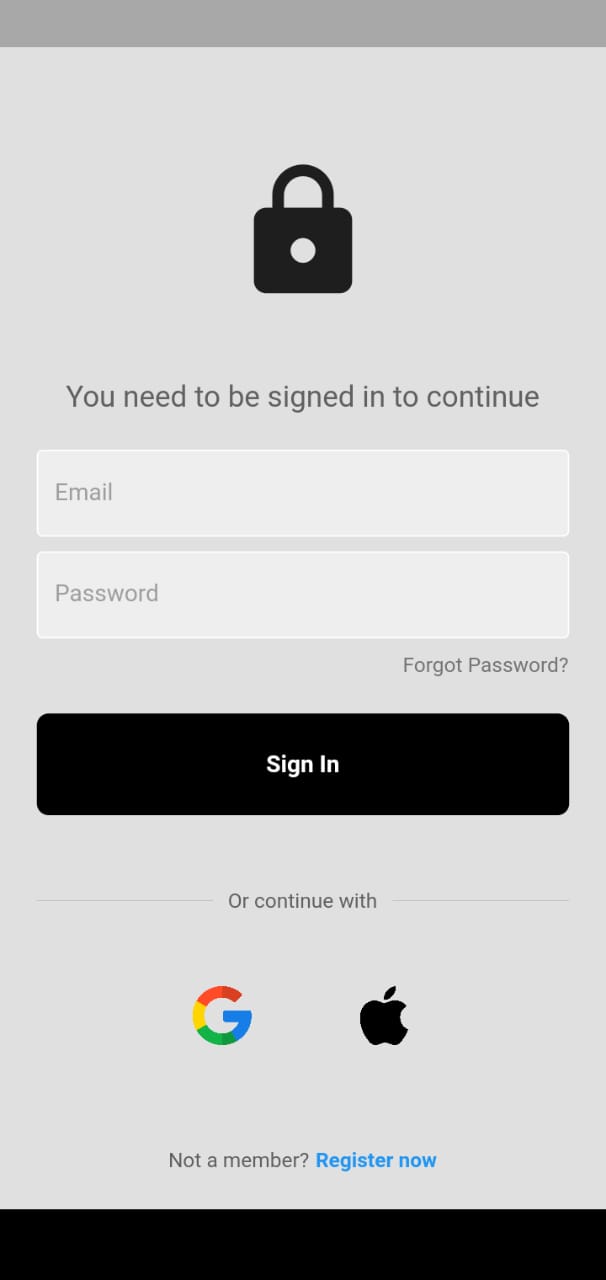 You need to be signed in to continue
Email
Password
Forgot Password?
Sign In
Or continue with
Not a member? Register now